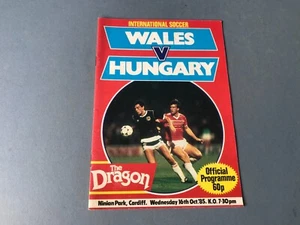 INTERNATIONAL SOCCER
WALES
V
HUNGARY
The
Dragon
Official
Programme
60p
Ninian Park, Cardiff. Wednesday 16th Oct.'85. K.O. 7·30pm